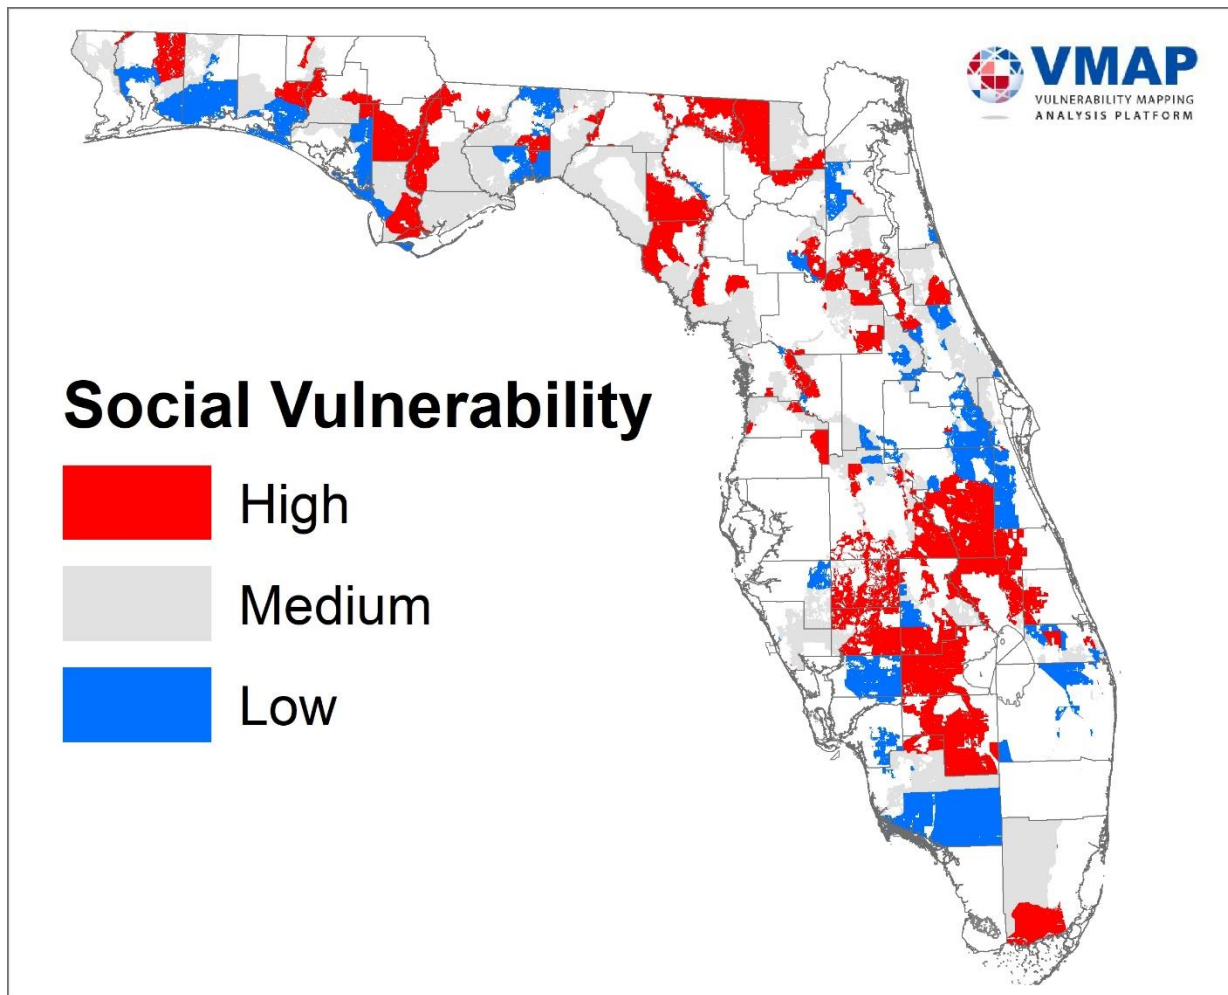 VMAP
VULNERABILITY MAPPING
ANALYSIS PLATFORM
Social Vulnerability
High
Medium
Low